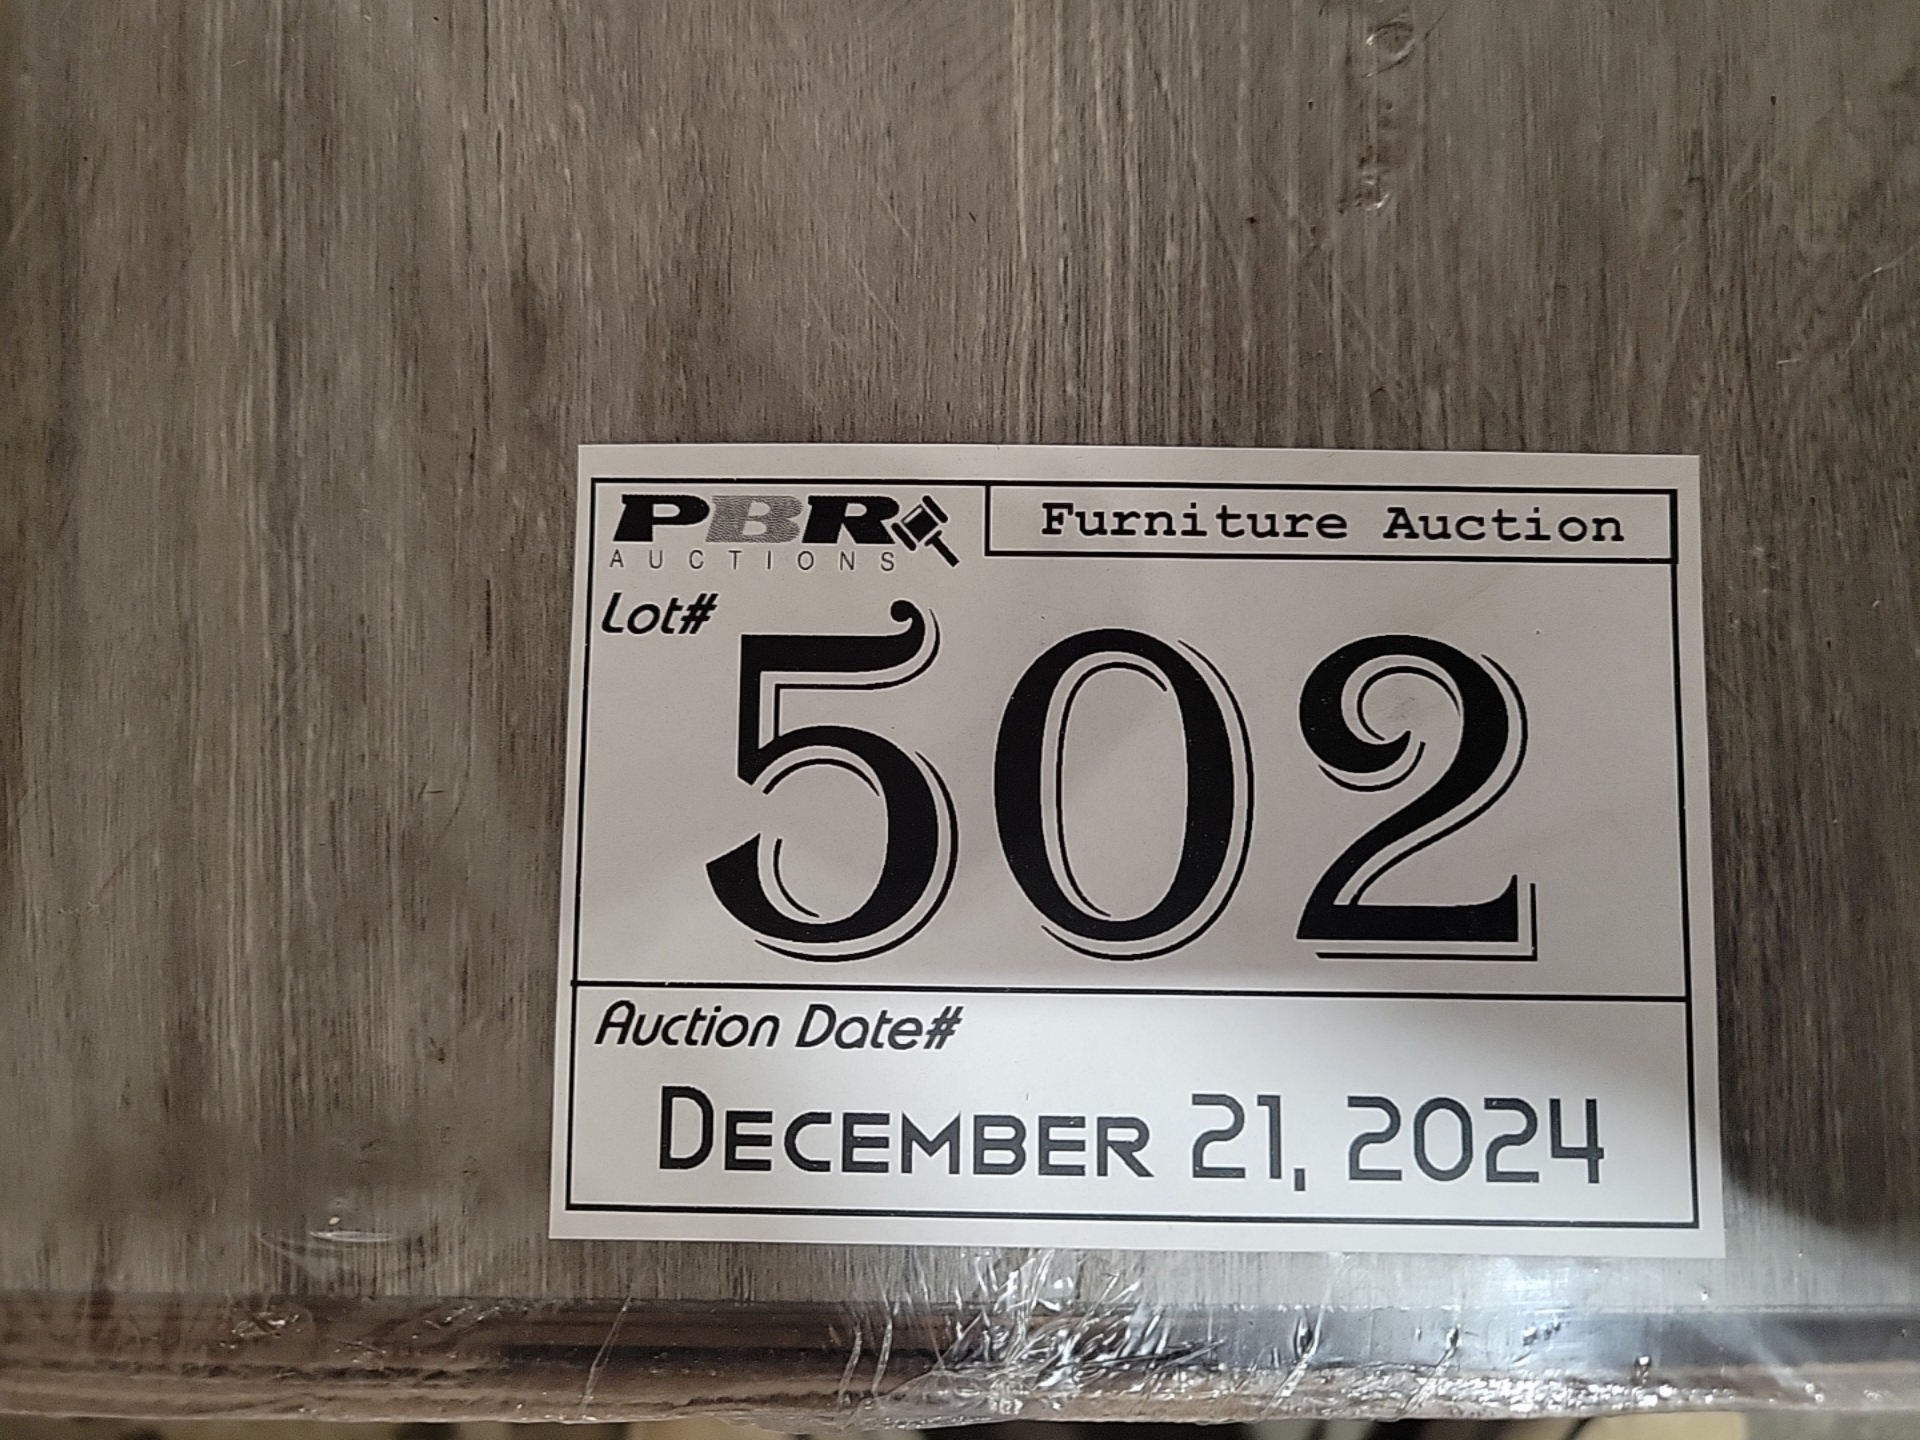 PBR
AUCTIONS
Furniture Auction
Lot#
502
Auction Date#
DECEMBER 21, 2024